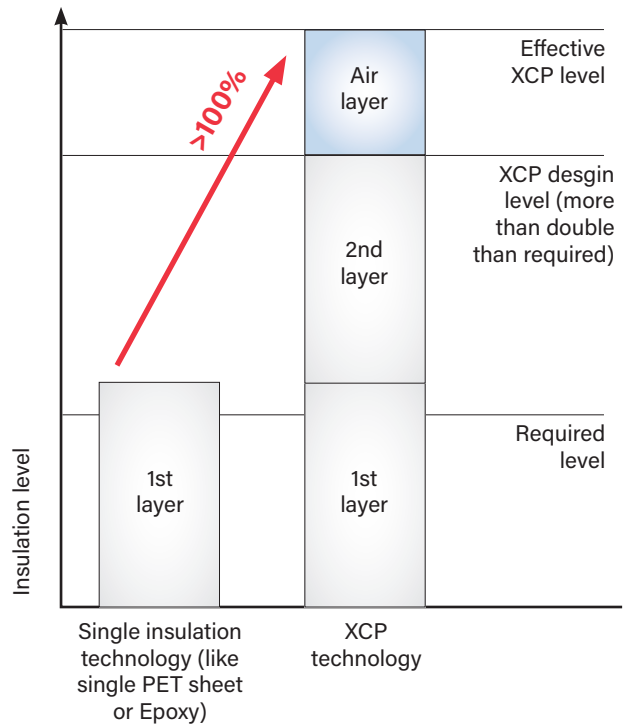 Effective
XCP level
Air
layer
>100%
XCP desgin
level (more
than double
than required)
2nd
layer
Required
level
1st
layer
1st
layer
Insulation level
Single insulation
technology (like
single PET sheet
or Epoxy)
XCP
technology